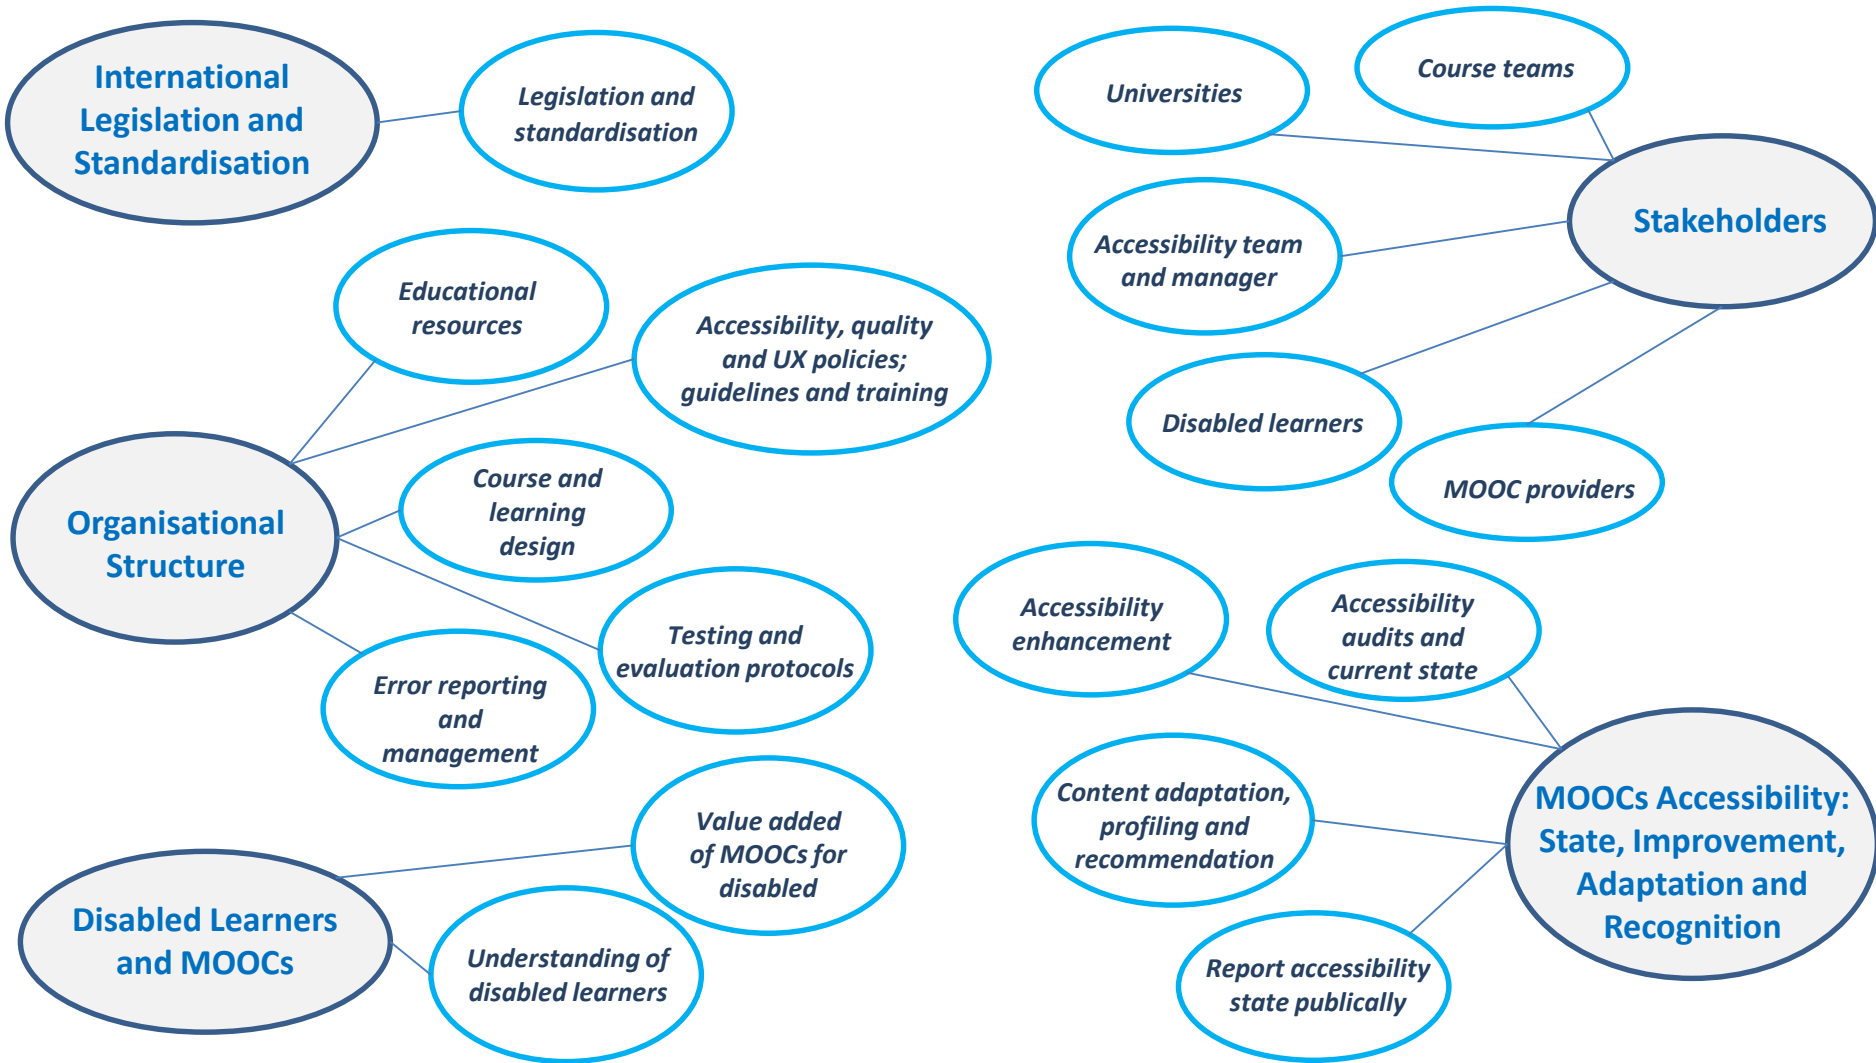 International
Legislation and
Standardisation
Legislation and
standardisation
Educational
resources
Accessibility, quality
and UX policies;
guidelines and training
Organisational
Structure
Course and
learning
design
Testing and
evaluation protocols
Error reporting
and
management
Value added
of MOOCs for
disabled
Disabled Learners
and MOOCs
Understanding of
disabled learners
Universities
Course teams
Stakeholders
Accessibility team
and manager
Disabled learners
MOOC providers
Accessibility
enhancement
Accessibility
audits and
current state
Content adaptation,
profiling and
recommendation
MOOCs Accessibility:
State, Improvement,
Adaptation and
Recognition
Report accessibility
state publically